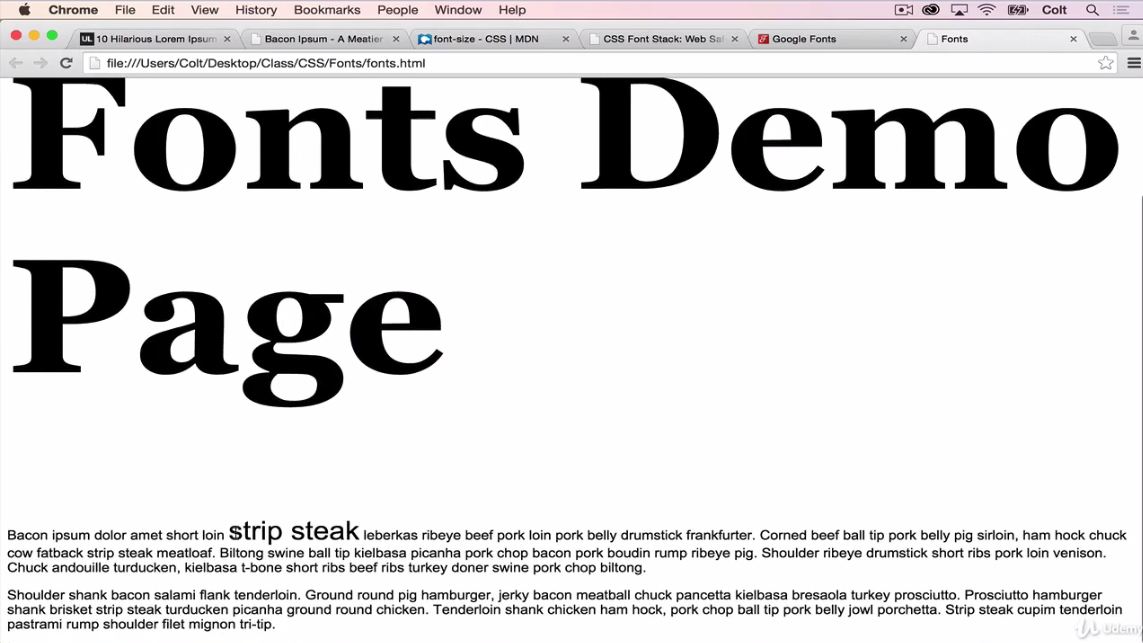 Chrome File Edit View History Bookmarks People Window Help Colt
UL 10 Hilarious Lorem Ipsum Bacon Ipsum - A Meatier font-size - CSS | MDN CSS Font Stack: Web Saf Google Fonts Fonts
file:///Users/Colt/Desktop/Class/CSS/Fonts/fonts.html
Fonts Demo
Page
Bacon ipsum dolor amet short loin strip steak leberkas ribeye beef pork loin pork belly drumstick frankfurter. Corned beef ball tip pork belly pig sirloin, ham hock chuck
cow fatback strip steak meatloaf. Biltong swine ball tip kielbasa picanha pork chop bacon pork boudin rump ribeye pig. Shoulder ribeye drumstick short ribs pork loin venison.
Chuck andouille turducken, kielbasa t-bone short ribs beef ribs turkey doner swine pork chop biltong.
Shoulder shank bacon salami flank tenderloin. Ground round pig hamburger, jerky bacon meatball chuck pancetta kielbasa bresaola turkey prosciutto. Prosciutto hamburger
shank brisket strip steak turducken picanha ground round chicken. Tenderloin shank chicken ham hock, pork chop ball tip pork belly jowl porchetta. Strip steak cupim tenderloin
pastrami rump shoulder filet mignon tri-tip.
Udemy